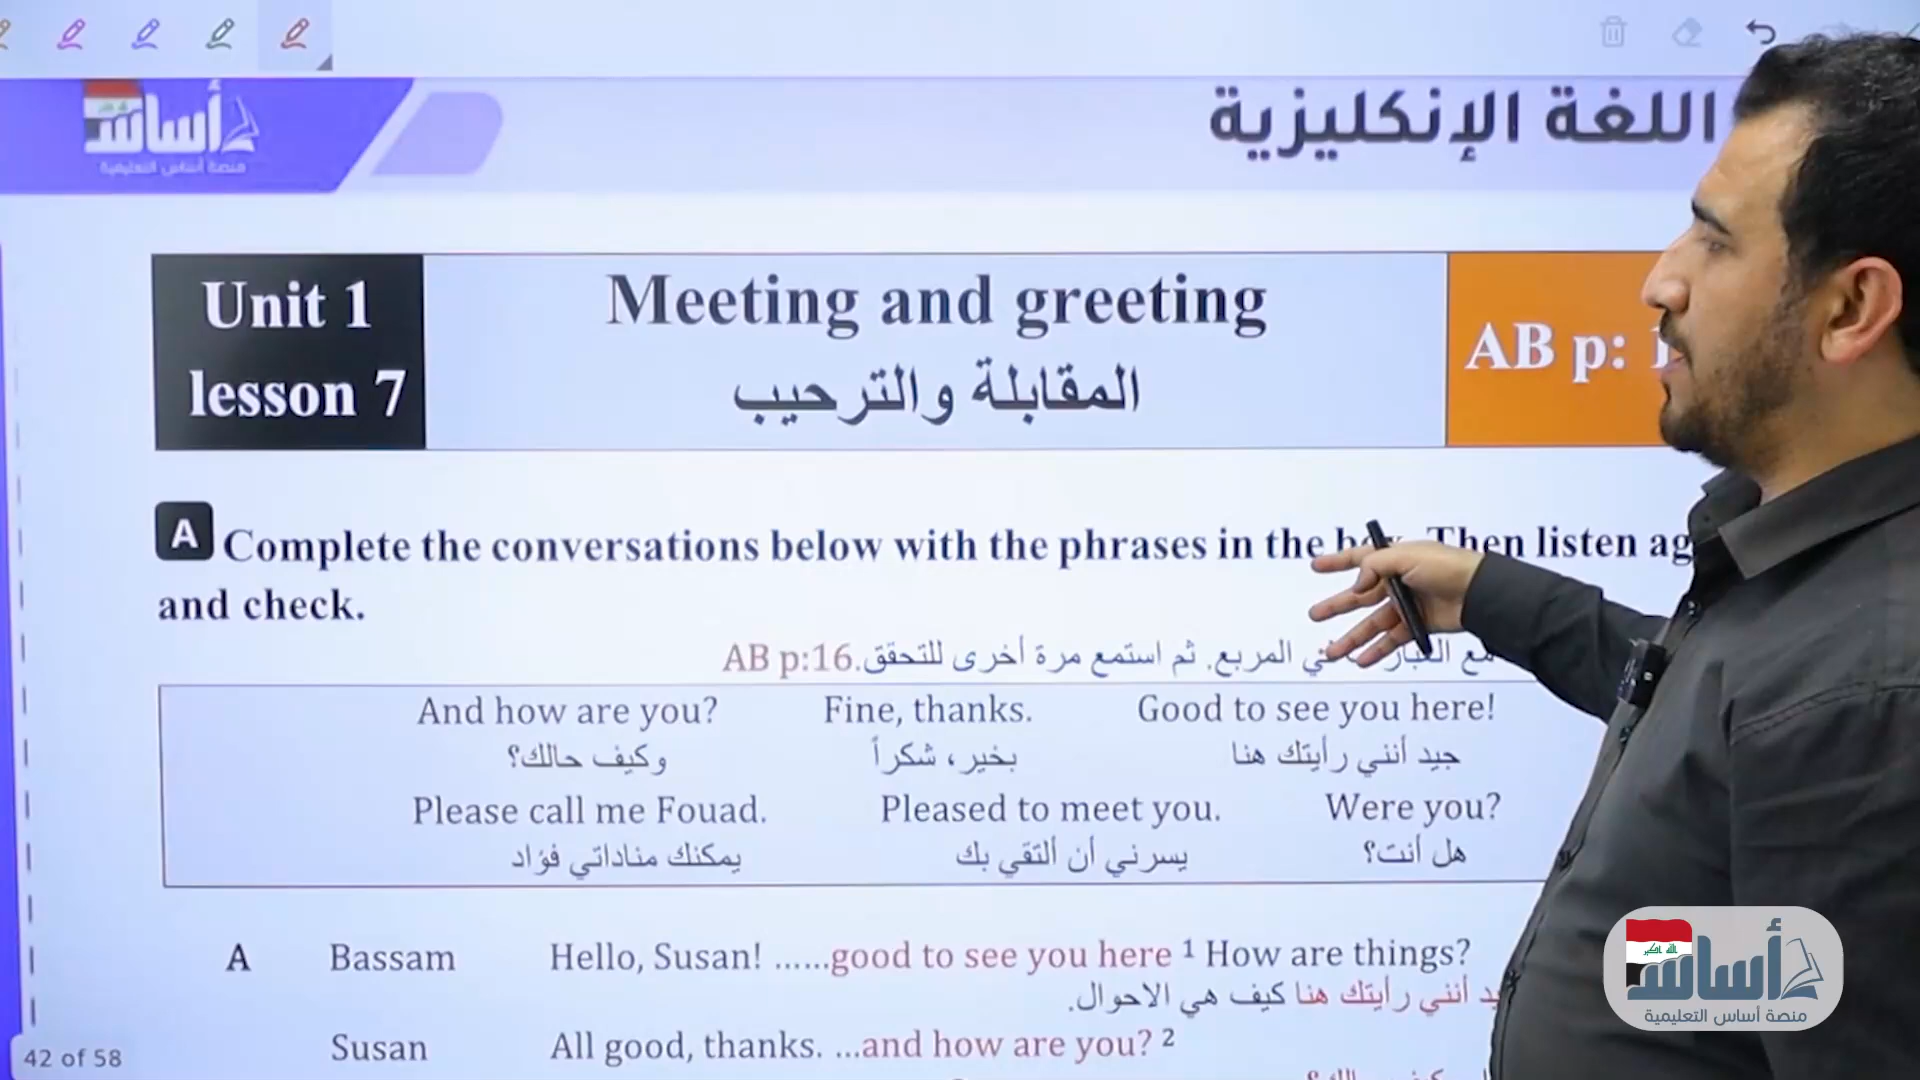 أساس
منصة أساس التعليمية
اللغة الإنكليزية
Unit 1
lesson 7
Meeting and greeting
المقابلة والترحيب
AB p:
A Complete the conversations below with the phrases in the Then listen
and check.
في المربع. ثم استمع مرة أخرى للتحقق.AB p:16
And how are you? Fine, thanks. Good to see you here!
وكيف حالك؟ بخير، شكراً جيد أنني رأيتك هنا
Please call me Fouad. Pleased to meet you. Were you?
يمكنك مناداتي فؤاد يسرني أن ألتقي بك هل أنت؟
A Bassam Hello, Susan! ......good to see you here ¹ How are things?
أنني رأيتك هنا كيف هي الاحوال.
Susan All good, thanks. ...and how are you? ²
42 of 58
أساس
منصة أساس التعليمية